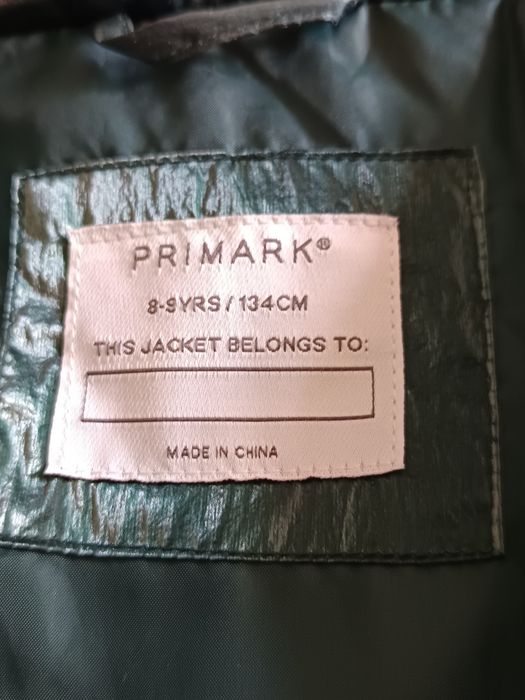 PRIMARK®
8-9YRS / 134CM
THIS JACKET BELONGS TO:
MADE IN CHINA